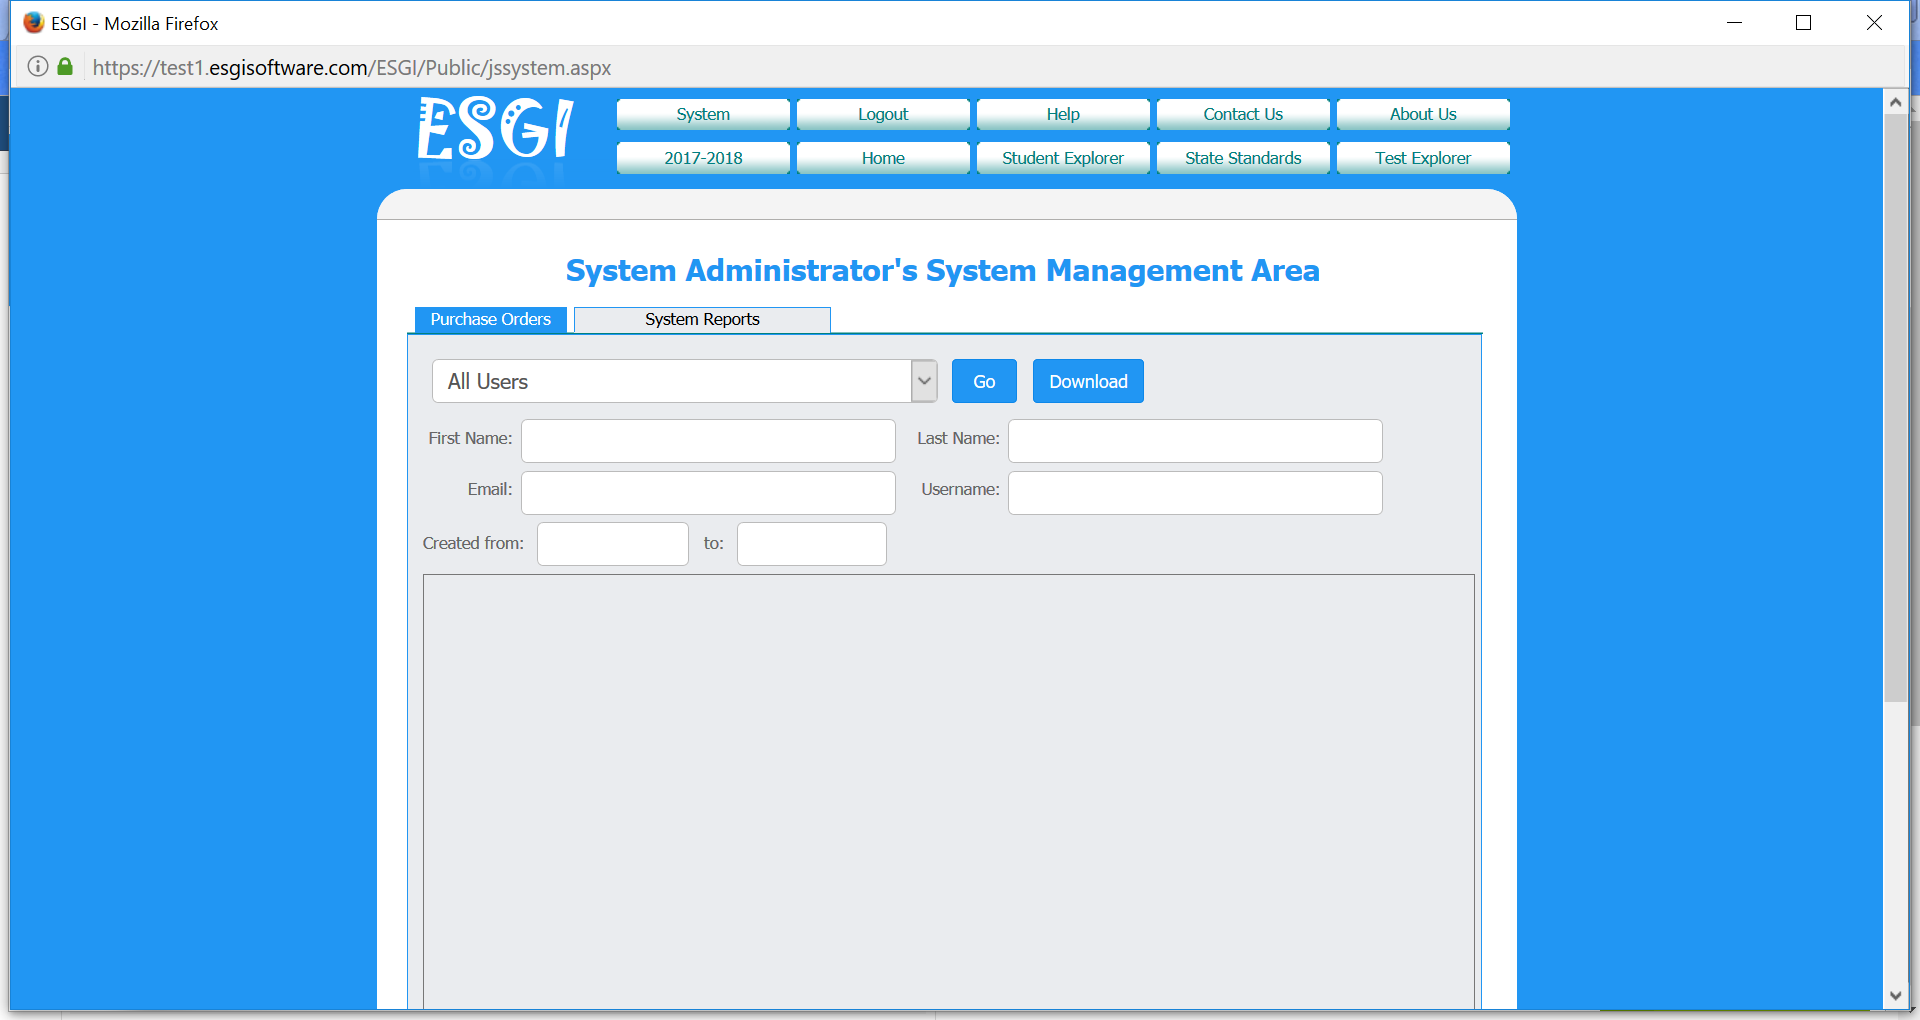 ESGI - Mozilla Firefox
https://test1.esgisoftware.com/ESGI/Public/jssystem.aspx
ESGI
System Logout Help Contact Us About Us
2017-2018 Home Student Explorer State Standards Test Explorer
System Administrator's System Management Area
Purchase Orders System Reports
All Users Go Download
First Name: Last Name:
Email: Username:
Created from: to: